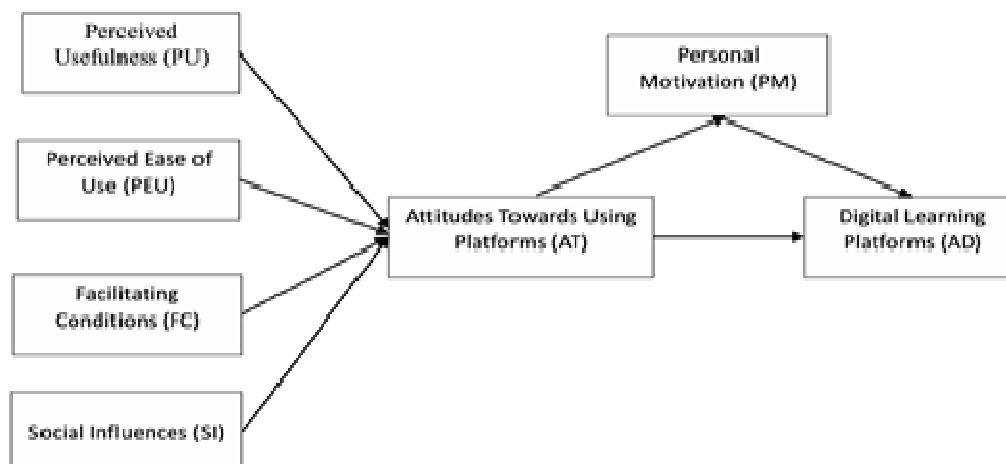 Perceived
Usefulness (PU)
Perceived Ease of
Use (PEU)
Facilitating
Conditions (FC)
Social Influences (SI)
Attitudes Towards Using
Platforms (AT)
Personal
Motivation (PM)
Digital Learning
Platforms (AD)